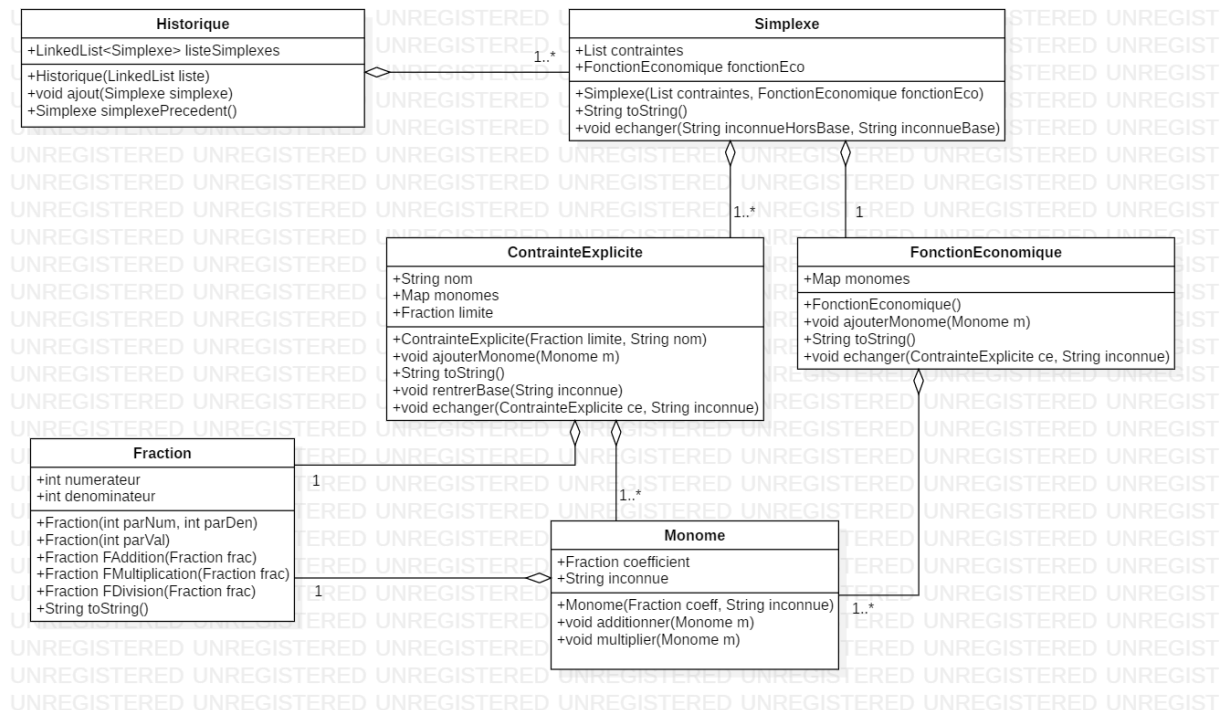 Historique
+LinkedList<Simplexe> listeSimplexes
+Historique(LinkedList liste)
+void ajout(Simplexe simplexe)
+Simplexe simplexePrecedent()
1..*
Simplexe
+List contraintes
+FonctionEconomique fonctionEco
+Simplexe(List contraintes, FonctionEconomique fonctionEco)
+String toString()
+void echanger(String inconnueHorsBase, String inconnueBase)
1..*
1
ContrainteExplicite
+String nom
+Map monomes
+Fraction limite
+ContrainteExplicite(Fraction limite, String nom)
+void ajouterMonome(Monome m)
+String toString()
+void rentrerBase(String inconnue)
+void echanger(ContrainteExplicite ce, String inconnue)
FonctionEconomique
+Map monomes
+FonctionEconomique()
+void ajouterMonome(Monome m)
+String toString()
+void echanger(ContrainteExplicite ce, String inconnue)
Fraction
+int numerateur
+int denominateur
+Fraction(int parNum, int parDen)
+Fraction(int parVal)
+Fraction FAddition(Fraction frac)
+Fraction FMultiplication(Fraction frac)
+Fraction FDivision(Fraction frac)
+String toString()
1
1..*
1
Monome
+Fraction coefficient
+String inconnue
+Monome(Fraction coeff, String inconnue)
+void additionner(Monome m)
+void multiplier(Monome m)
1..*
UNREGISTERED